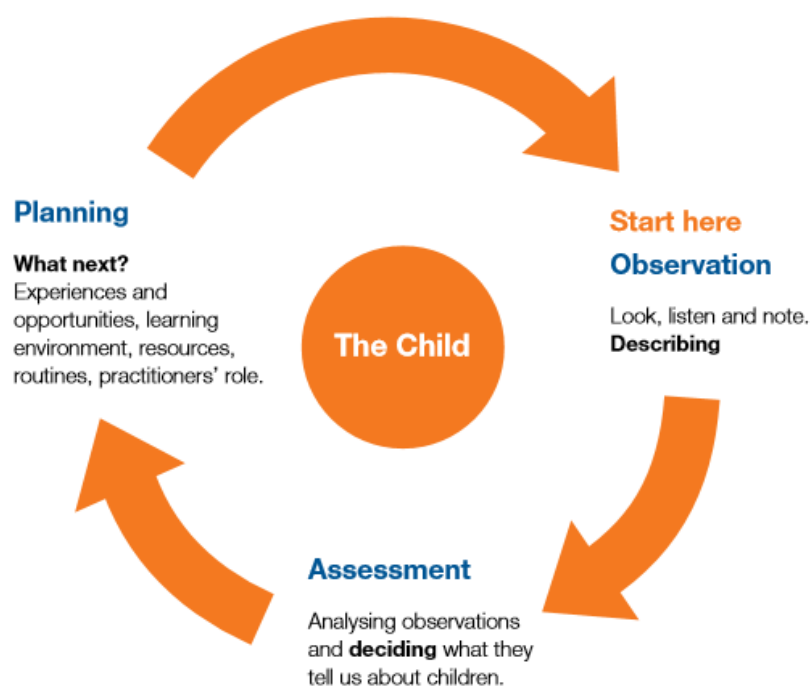 Start here
Observation
Look, listen and note.
Describing
Assessment
Analysing observations
and deciding what they
tell us about children.
Planning
What next?
Experiences and
opportunities, learning
environment, resources,
routines, practitioners’ role.
The Child